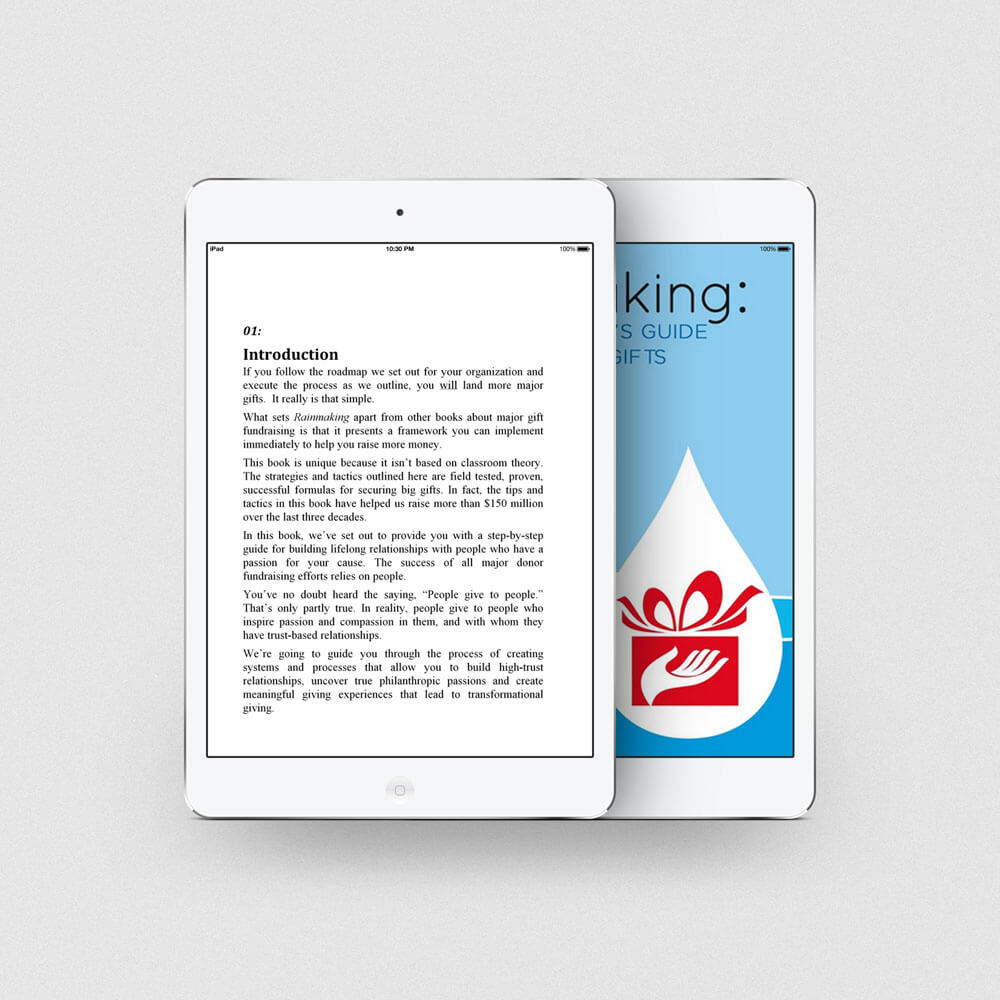 iPad 10:30 PM 100%
01:
Introduction
If you follow the roadmap we set out for your organization and
execute the process as we outline, you will land more major
gifts.  It really is that simple.
What sets Rainmaking apart from other books about major gift
fundraising is that it presents a framework you can implement
immediately to help you raise more money.
This book is unique because it isn't based on classroom theory.
The strategies and tactics outlined here are field tested, proven,
successful formulas for securing big gifts. In fact, the tips and
tactics in this book have helped us raise more than $150 million
over the last three decades.
In this book, we've set out to provide you with a step-by-step
guide for building lifelong relationships with people who have a
passion for your cause. The success of all major donor
fundraising efforts relies on people.
You've no doubt heard the saying, “People give to people.”
That's only partly true. In reality, people give to people who
inspire passion and compassion in them, and with whom they
have trust-based relationships.
We're going to guide you through the process of creating
systems and processes that allow you to build high-trust
relationships, uncover true philanthropic passions and create
meaningful giving experiences that lead to transformational
giving.
100%
king:
'S GUIDE
GIFTS